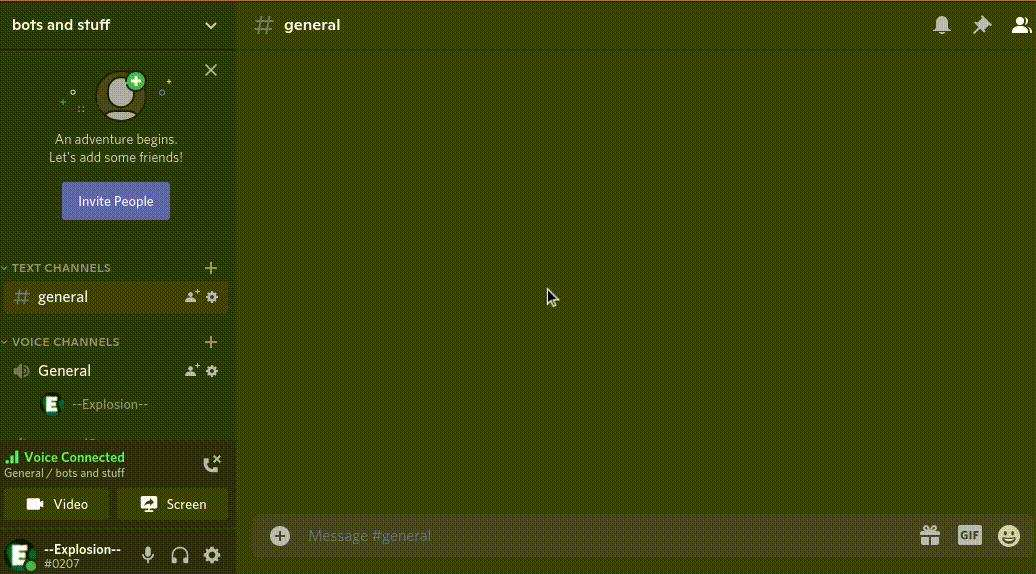 bots and stuff
general
An adventure begins.
Let's add some friends!
Invite People
TEXT CHANNELS
general
VOICE CHANNELS
General
--Explosion--
Voice Connected
General / bots and stuff
Video
Screen
--Explosion--
#0207
Message #general
GIF